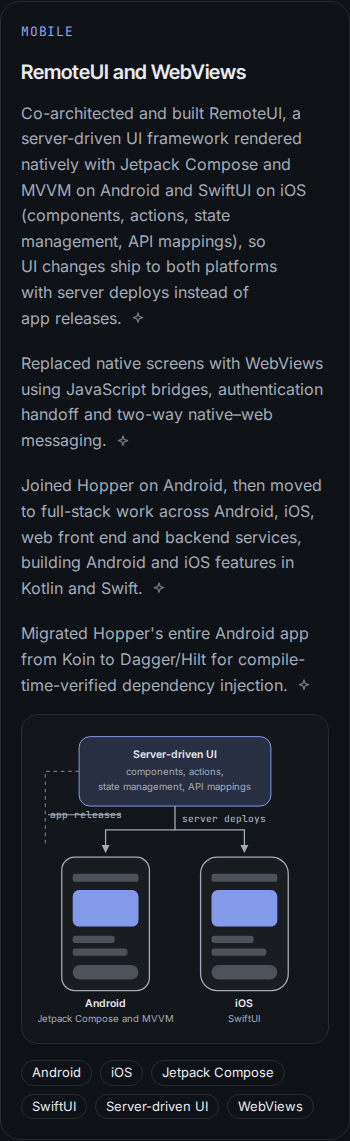 MOBILE
RemoteUI and WebViews
Co-architected and built RemoteUI, a
server-driven UI framework rendered
natively with Jetpack Compose and
MVVM on Android and SwiftUI on iOS
(components, actions, state
management, API mappings), so
UI changes ship to both platforms
with server deploys instead of
app releases.
Replaced native screens with WebViews
using JavaScript bridges, authentication
handoff and two-way native–web
messaging.
Joined Hopper on Android, then moved
to full-stack work across Android, iOS,
web front end and backend services,
building Android and iOS features in
Kotlin and Swift.
Migrated Hopper's entire Android app
from Koin to Dagger/Hilt for compile-
time-verified dependency injection.
Server-driven UI
components, actions,
state management, API mappings
app releases
server deploys
Android
Jetpack Compose and MVVM
iOS
SwiftUI
Android
iOS
Jetpack Compose
SwiftUI
Server-driven UI
WebViews